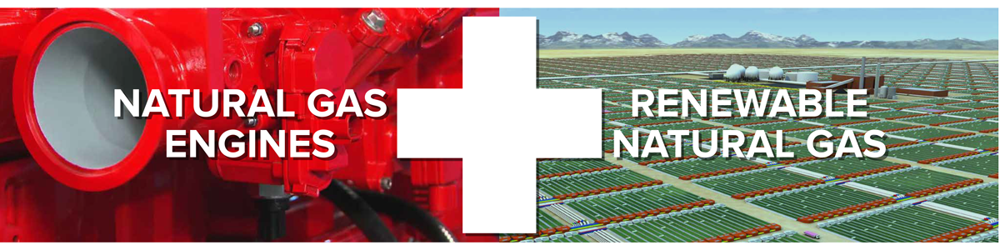 NATURAL GAS
ENGINES
RENEWABLE
NATURAL GAS